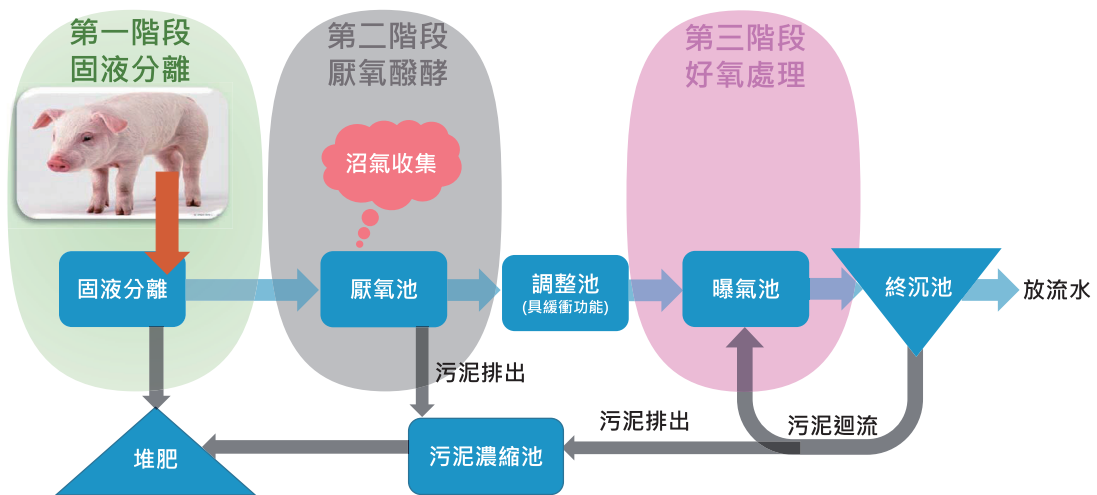 第一階段
固液分離
第二階段
厭氧醱酵
第三階段
好氧處理
沼氣收集
固液分離
厭氧池
調整池
(具緩衝功能)
曝氣池
終沉池
放流水
污泥排出
污泥排出
污泥迴流
堆肥
污泥濃縮池